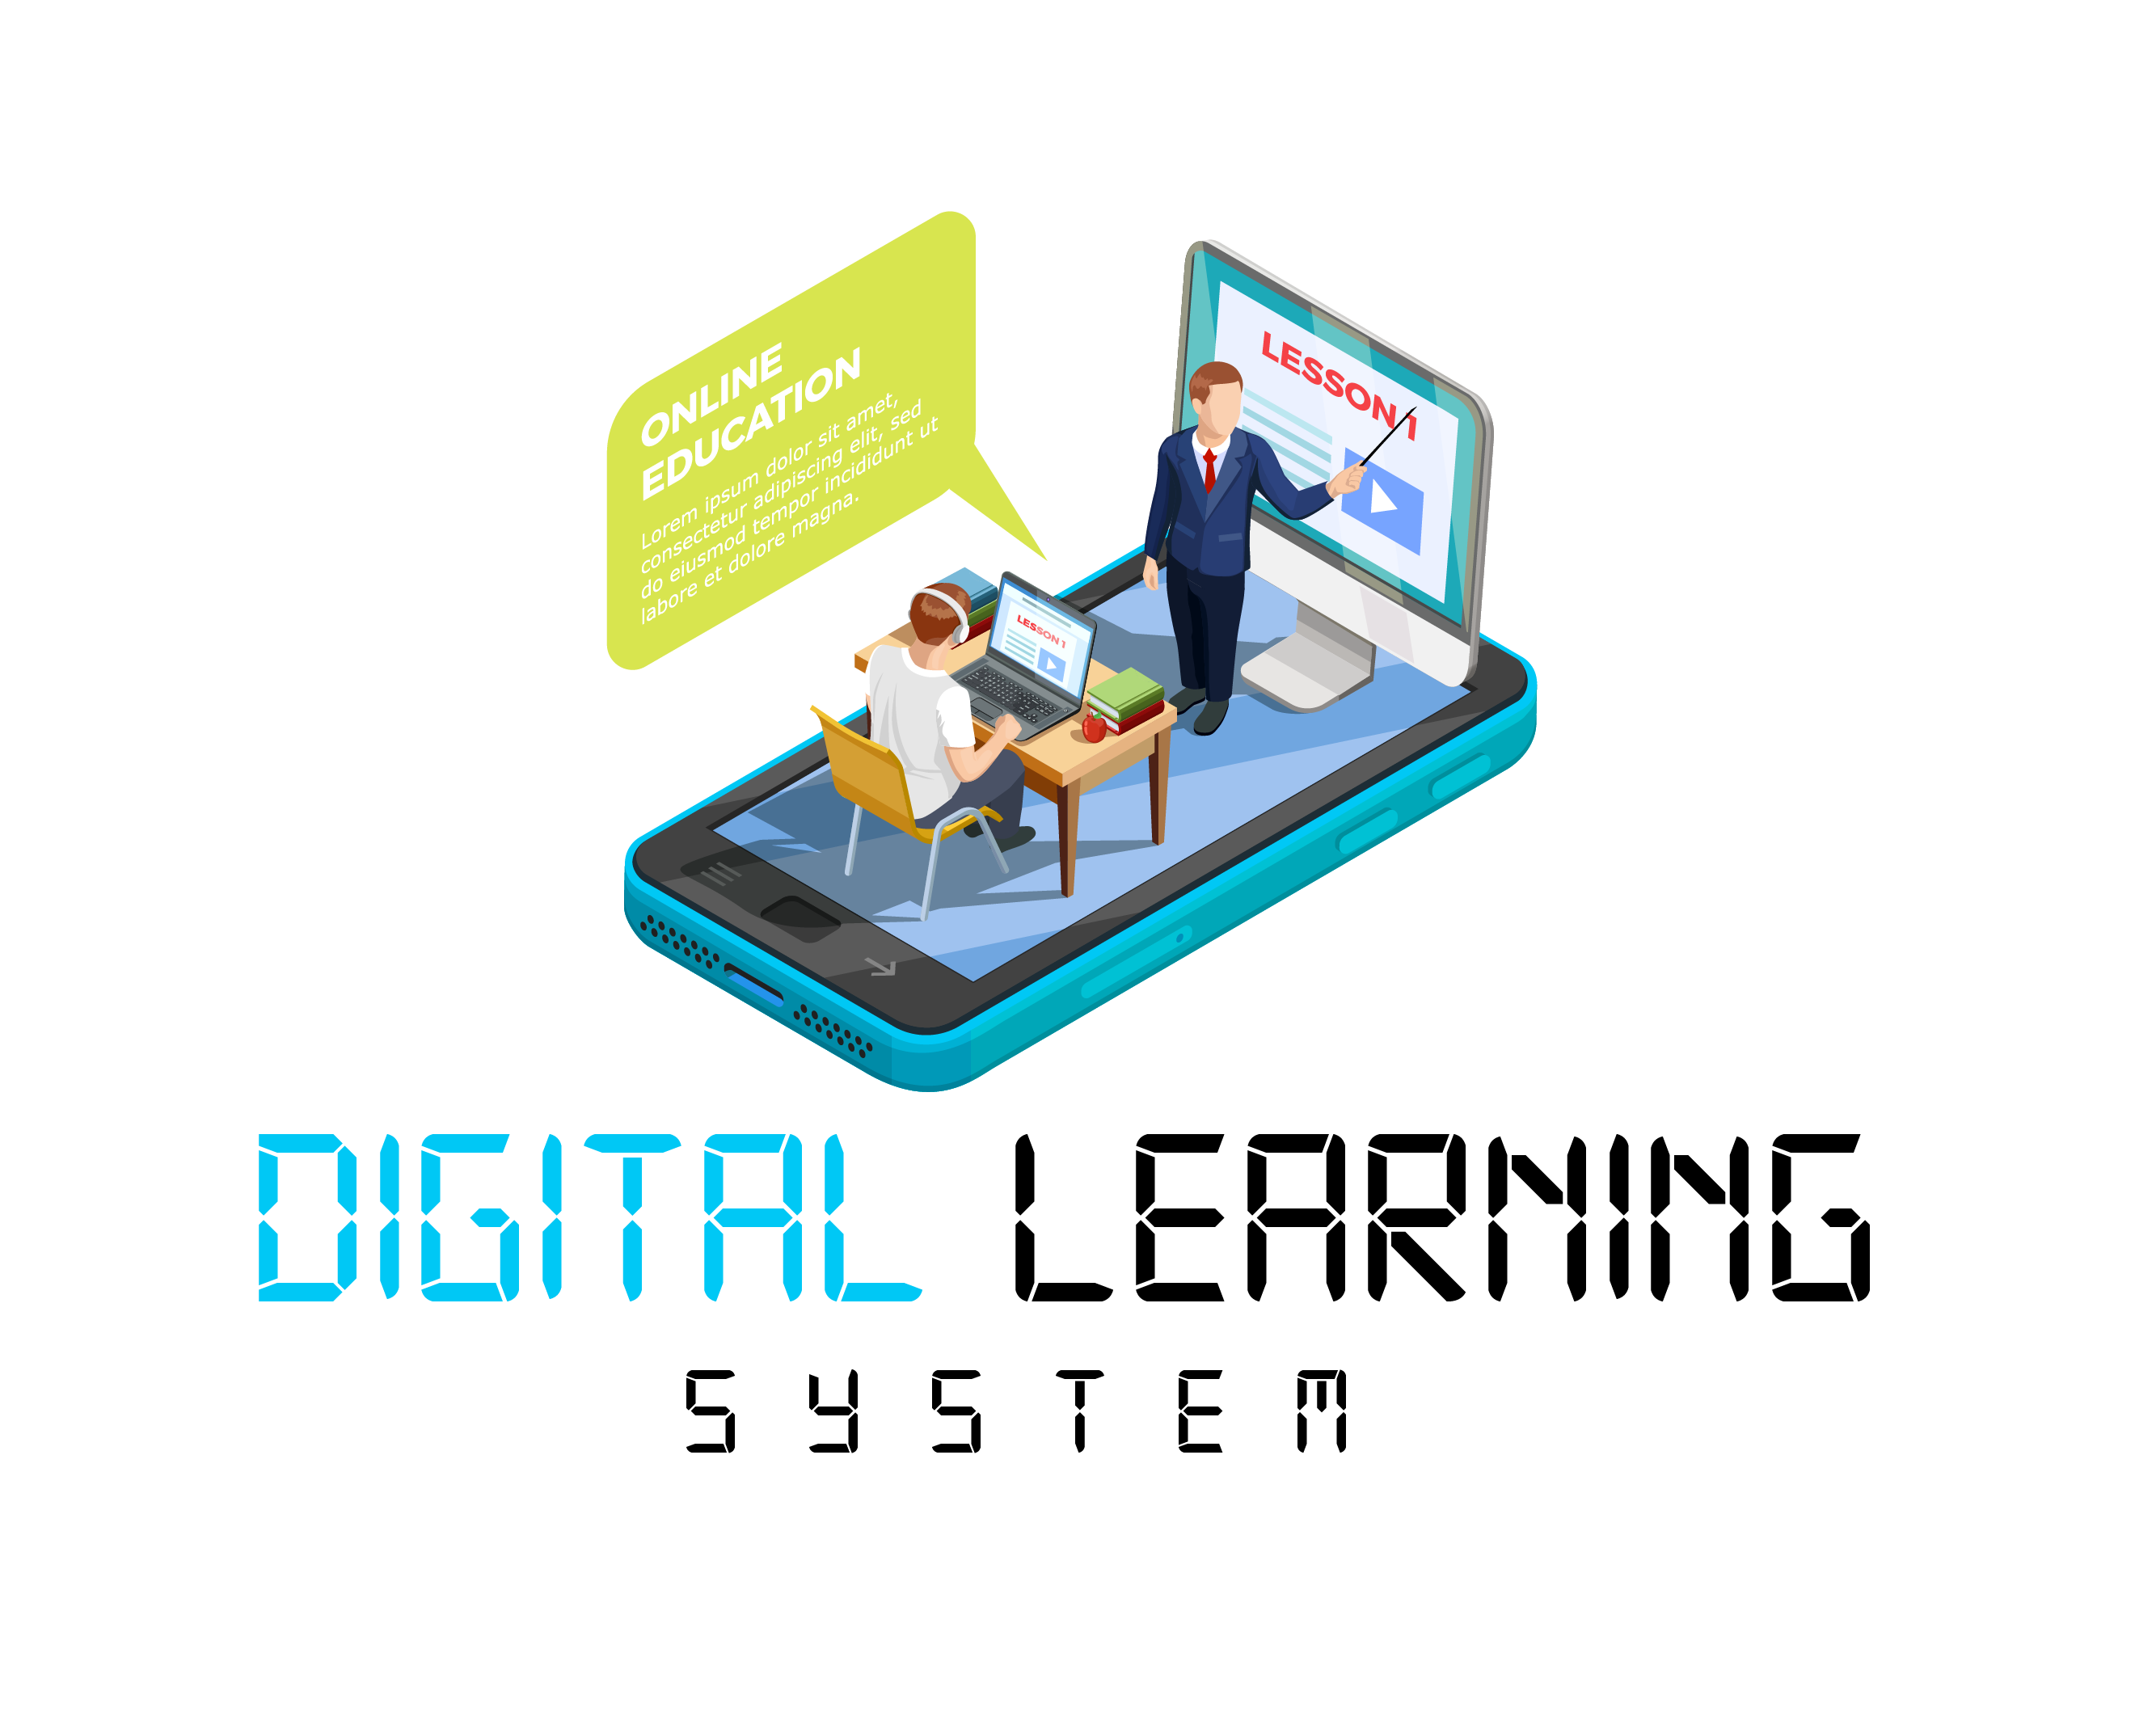 ONLINE
EDUCATION
Lorem ipsum dolor sit amet,
consectetur adipiscing elit, sed
do eiusmod tempor incididunt ut
labore et dolore magna.
LESSON 1
LESSON 1
DIGITAL LEARNING
SYSTEM